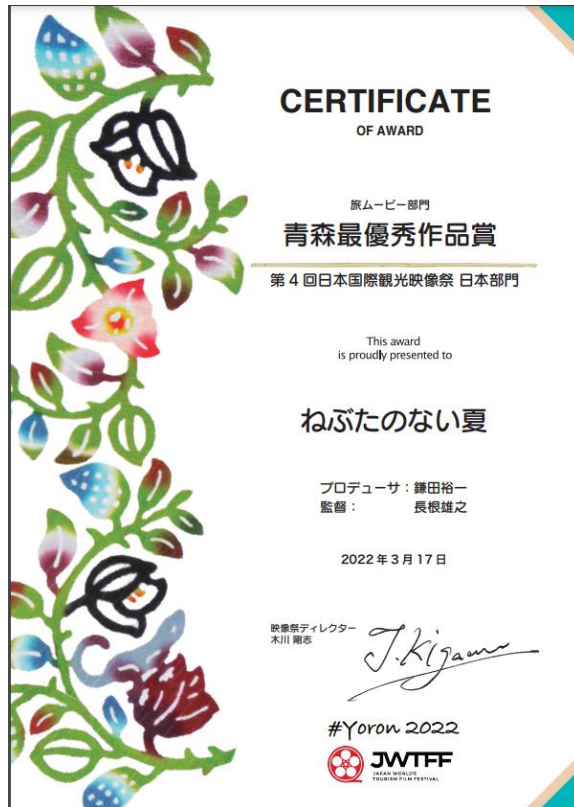 CERTIFICATE
OF AWARD
旅ムービー部門
青森最優秀作品賞
第4回日本国際観光映像祭 日本部門
This award
is proudly presented to
ねぶたのない夏
プロデューサ：鎌田裕一
監督： 長根雄之
2022年3月17日
映像祭ディレクター
木川 剛志
J.Kigawa
#Yoron 2022
JWTFF
JAPAN WORLD'S
TOURISM FILM FESTIVAL